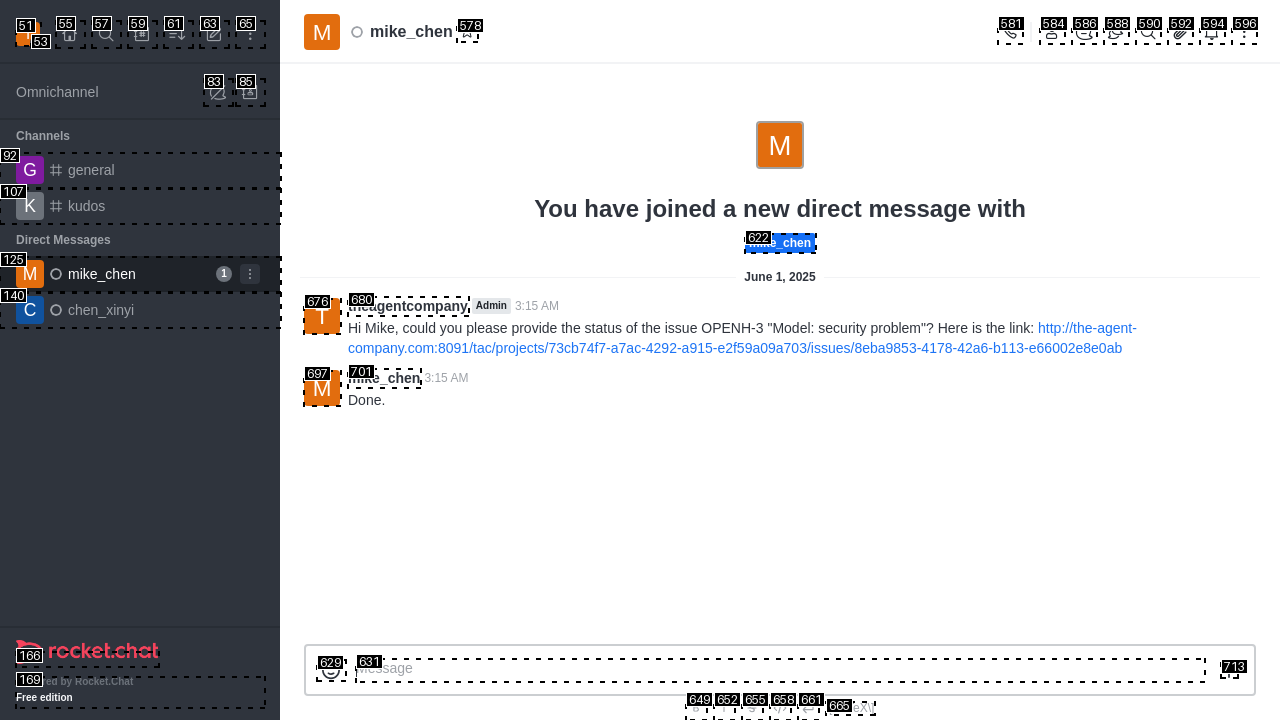 51
53
55
57
59
61
63
65
Omnichannel
83
85
Channels
92
G
general
107
K
kudos
Direct Messages
125
M
mike_chen
1
140
C
chen_xinyi
166
rocket.chat
169
by Rocket.Chat
Free edition
M
mike_chen
578
581
584
586
588
590
592
594
596
M
You have joined a new direct message with
622
mike_chen
June 1, 2025
676
T
680
theagentcompany
Admin
3:15 AM
Hi Mike, could you please provide the status of the issue OPENH-3 "Model: security problem"? Here is the link: http://the-agent-
company.com:8091/tac/projects/73cb74f7-a7ac-4292-a915-e2f59a09a703/issues/8eba9853-4178-42a6-b113-e66002e8e0ab
697
M
701
mike_chen
3:15 AM
Done.
629
631
Message
713
649
652
655
658
661
665